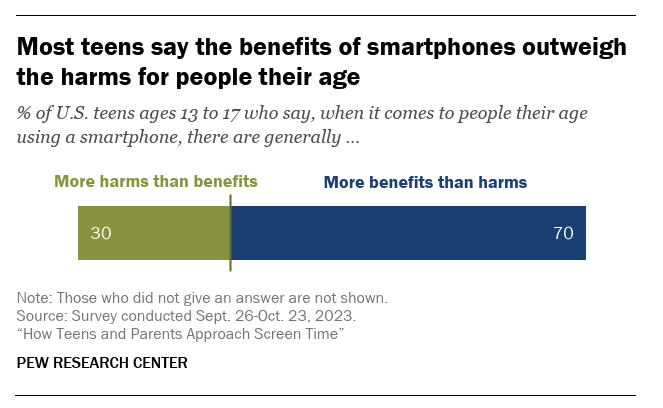 Most teens say the benefits of smartphones outweigh
the harms for people their age
% of U.S. teens ages 13 to 17 who say, when it comes to people their age
using a smartphone, there are generally ...
More harms than benefits
More benefits than harms
30
70
Note: Those who did not give an answer are not shown.
Source: Survey conducted Sept. 26-Oct. 23, 2023.
“How Teens and Parents Approach Screen Time”
PEW RESEARCH CENTER